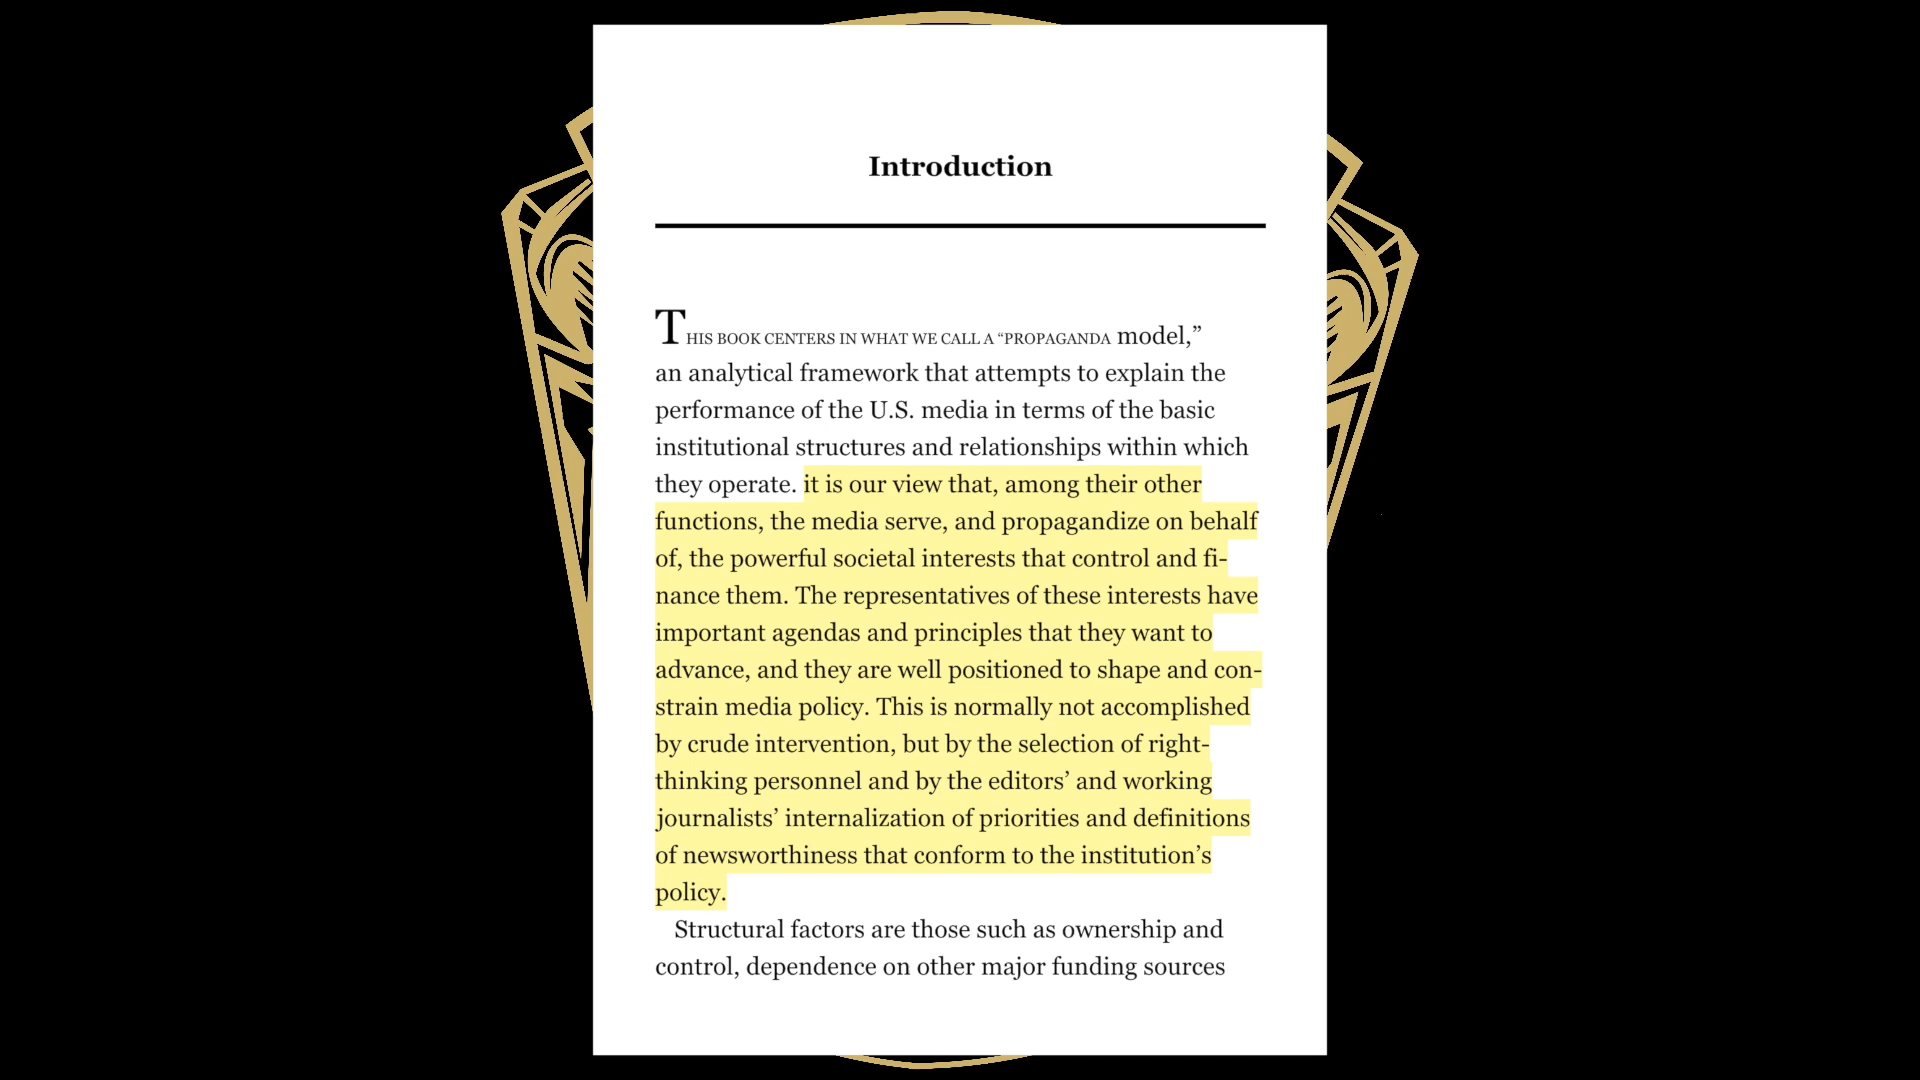 Introduction
THIS BOOK CENTERS IN WHAT WE CALL A “PROPAGANDA model,”
an analytical framework that attempts to explain the
performance of the U.S. media in terms of the basic
institutional structures and relationships within which
they operate. it is our view that, among their other
functions, the media serve, and propagandize on behalf
of, the powerful societal interests that control and fi-
nance them. The representatives of these interests have
important agendas and principles that they want to
advance, and they are well positioned to shape and con-
strain media policy. This is normally not accomplished
by crude intervention, but by the selection of right-
thinking personnel and by the editors’ and working
journalists’ internalization of priorities and definitions
of newsworthiness that conform to the institution’s
policy.
Structural factors are those such as ownership and
control, dependence on other major funding sources